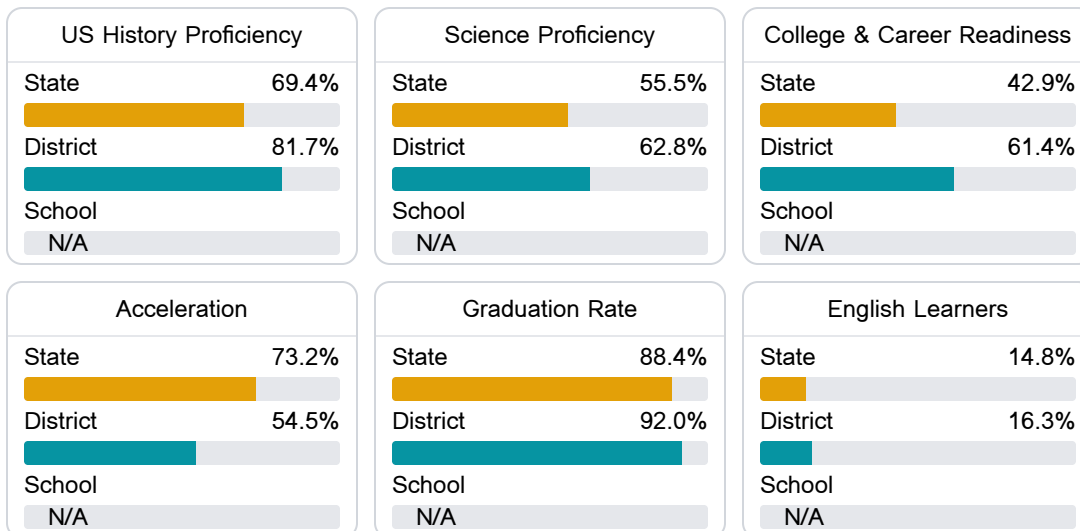 US History Proficiency
State 69.4%
District 81.7%
School
N/A
Science Proficiency
State 55.5%
District 62.8%
School
N/A
College & Career Readiness
State 42.9%
District 61.4%
School
N/A
Acceleration
State 73.2%
District 54.5%
School
N/A
Graduation Rate
State 88.4%
District 92.0%
School
N/A
English Learners
State 14.8%
District 16.3%
School
N/A